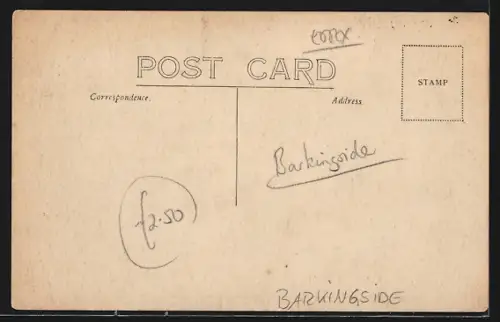 Essex.
POST CARD
STAMP
Correspondence.
Address
Barkingside
£2.50
BARKINGSIDE